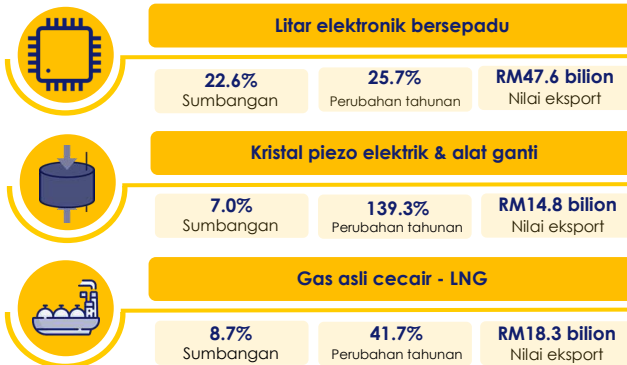 Litar elektronik bersepadu
22.6%
Sumbangan
25.7%
Perubahan tahunan
RM47.6 bilion
Nilai eksport
Kristal piezo elektrik & alat ganti
7.0%
Sumbangan
139.3%
Perubahan tahunan
RM14.8 bilion
Nilai eksport
Gas asli cecair - LNG
8.7%
Sumbangan
41.7%
Perubahan tahunan
RM18.3 bilion
Nilai eksport